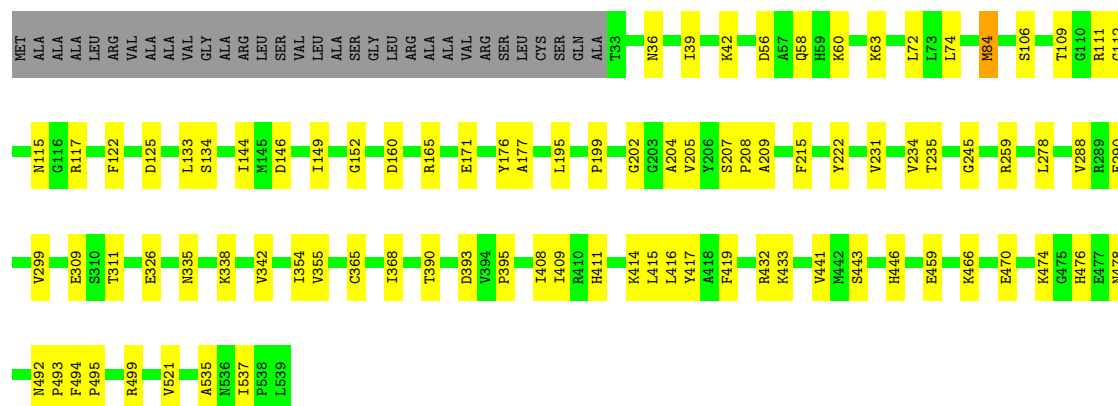 MET ALA ALA ALA LEU ARG VAL ALA ALA VAL GLY ALA ARG LEU SER VAL LEU ALA SER GLY LEU ARG ALA ALA VAL ARG SER LEU CYS SER GLN ALA T33 N36 I39 K42 D56 A57 Q58 H59 K60 K63 L72 L73 L74 M84 S106 T109 G110 R111 G112
N115 G116 R117 F122 D125 L133 S134 I144 M145 D146 I149 G152 D160 R165 E171 Y176 A177 L195 P199 G202 G203 A204 V205 Y206 S207 P208 A209 F215 Y222 V231 V234 T235 G245 R259 L278 V288 R289 E290
V299 E309 S310 T311 E326 N335 K338 V342 I354 V355 C365 I368 T390 D393 V394 P395 I408 I409 R410 H411 K414 L415 L416 Y417 A418 F419 R432 K433 V441 M442 S443 H446 E459 K466 E470 K474 G475 H476 E477 N478
N492 P493 F494 P495 R499 V521 A535 N536 I537 P538 L539